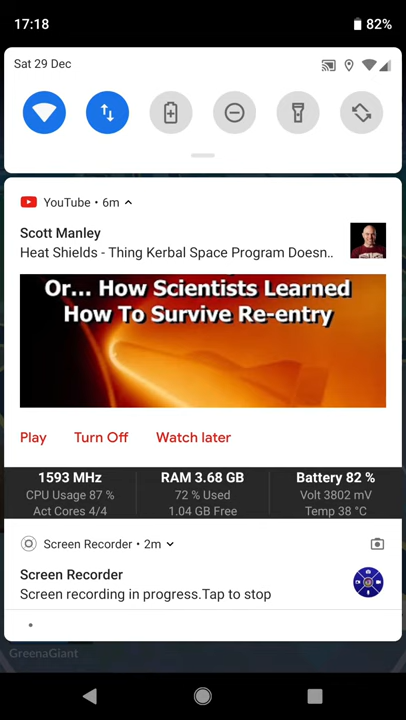 17:18
82%
Sat 29 Dec
YouTube • 6m
Scott Manley
Heat Shields - Thing Kerbal Space Program Doesn..
Or... How Scientists Learned
How To Survive Re-entry
Play Turn Off Watch later
1593 MHz RAM 3.68 GB Battery 82 %
CPU Usage 87 % 72 % Used Volt 3802 mV
Act Cores 4/4 1.04 GB Free Temp 38 °C
Screen Recorder • 2m
Screen Recorder
Screen recording in progress.Tap to stop
GreenaGiant